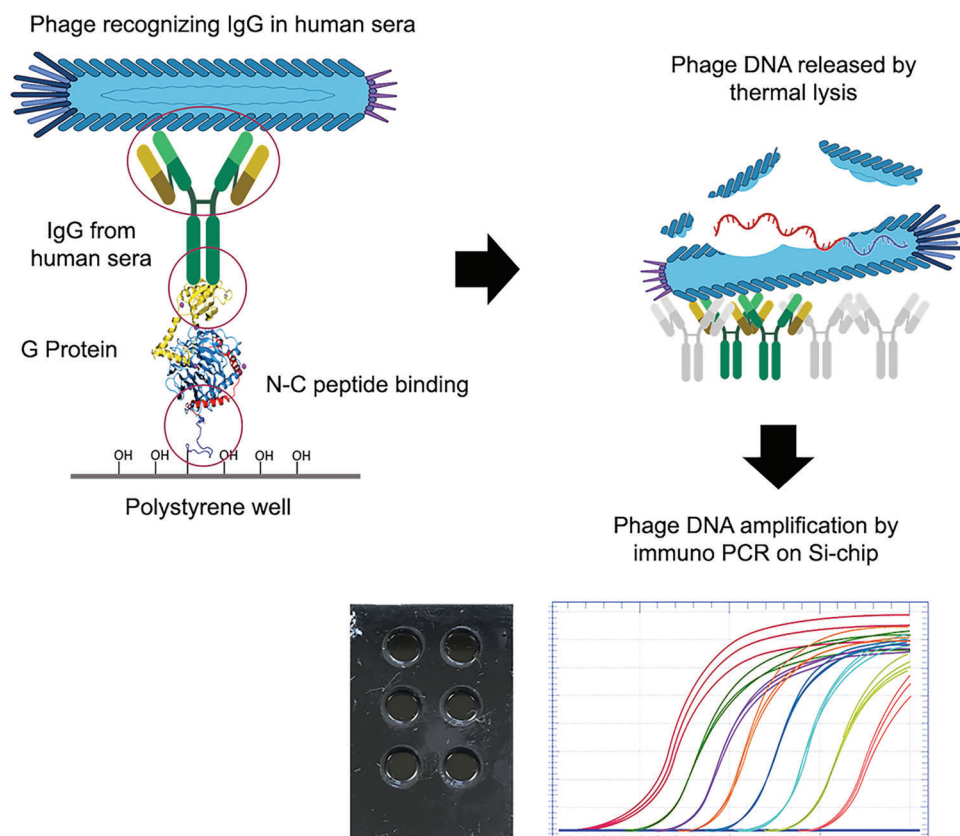 Phage recognizing IgG in human sera
IgG from
human sera
G Protein
N-C peptide binding
OH OH OH OH OH
Polystyrene well
Phage DNA released by
thermal lysis
Phage DNA amplification by
immuno PCR on Si-chip